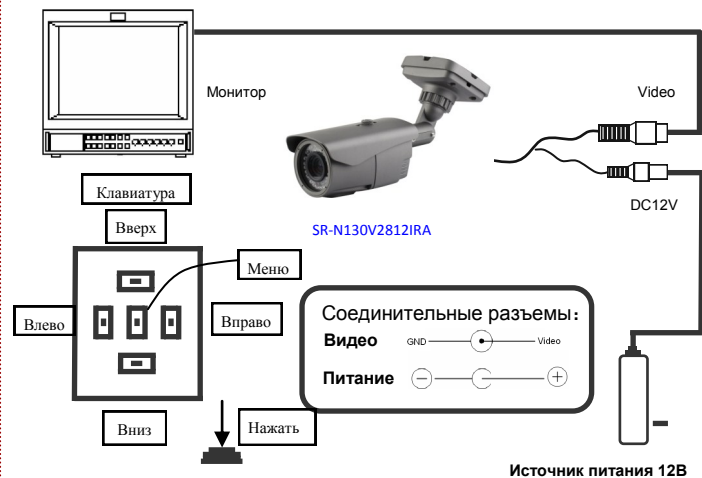 Монитор
Video
DC12V
SR-N130V2812IRA
Клавиатура
Вверх
Меню
Влево
Вправо
Вниз
Нажать
Соединительные разъемы:
Видео GND Video
Питание − +
Источник питания 12В